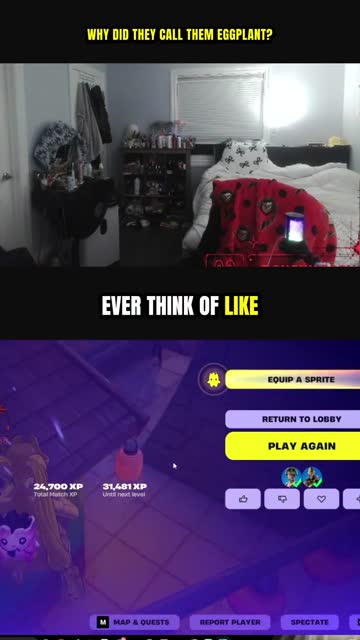 WHY DID THEY CALL THEM EGGPLANT?
EVER THINK OF LIKE
EQUIP A SPRITE
RETURN TO LOBBY
PLAY AGAIN
24,700 XP
Total Match XP
31,481 XP
Until next level
M MAP & QUESTS
REPORT PLAYER
SPECTATE